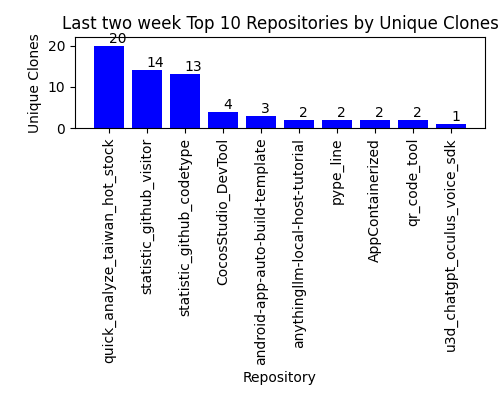 Last two week Top 10 Repositories by Unique Clones
Unique Clones
20
10
0
20
14
13
4
3
2
2
2
2
1
quick_analyze_taiwan_hot_stock
statistic_github_visitor
statistic_github_codetype
CocosStudio_DevTool
android-app-auto-build-template
anythingllm-local-host-tutorial
pype_line
AppContainerized
qr_code_tool
u3d_chatgpt_oculus_voice_sdk
Repository